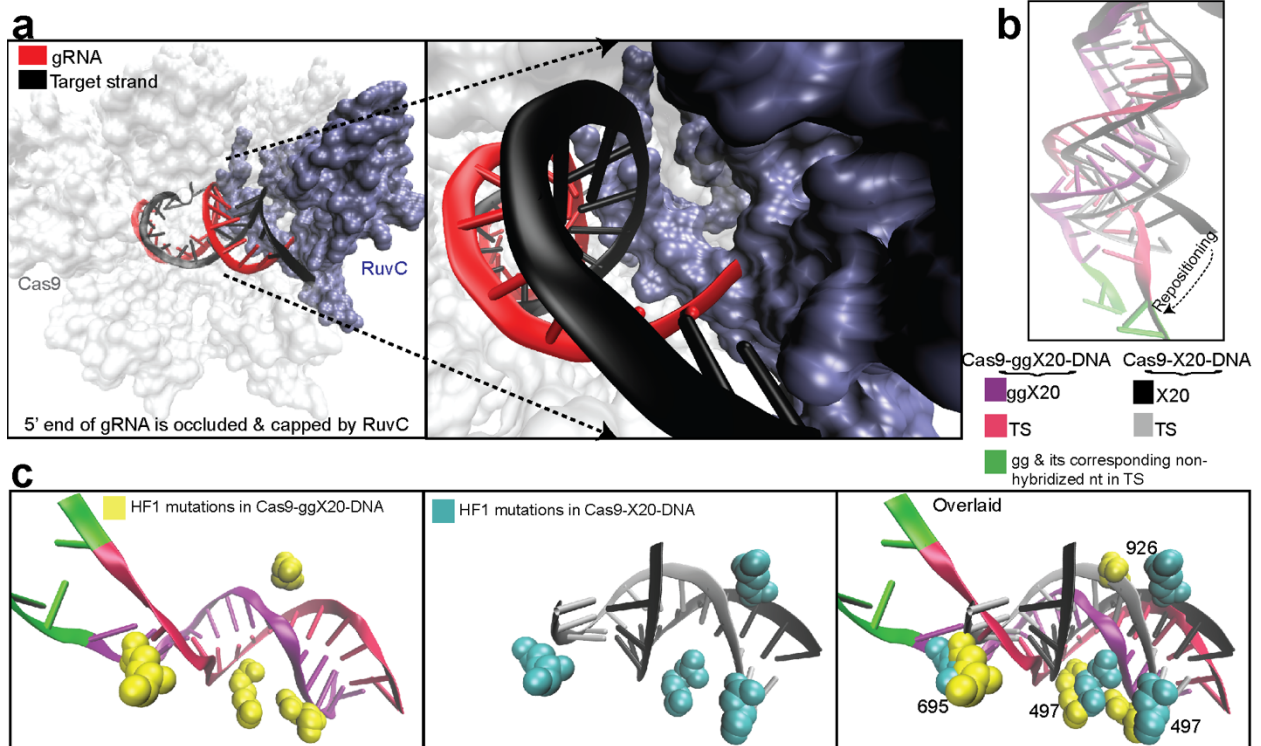 a
gRNA
Target strand
Cas9
RuvC
5' end of gRNA is occluded & capped by RuvC
b
Repositioning
Cas9-ggX20-DNA
Cas9-X20-DNA
ggX20
X20
TS
TS
gg & its corresponding non-
hybridized nt in TS
c
HF1 mutations in Cas9-ggX20-DNA
HF1 mutations in Cas9-X20-DNA
Overlaid
926
695
497
497